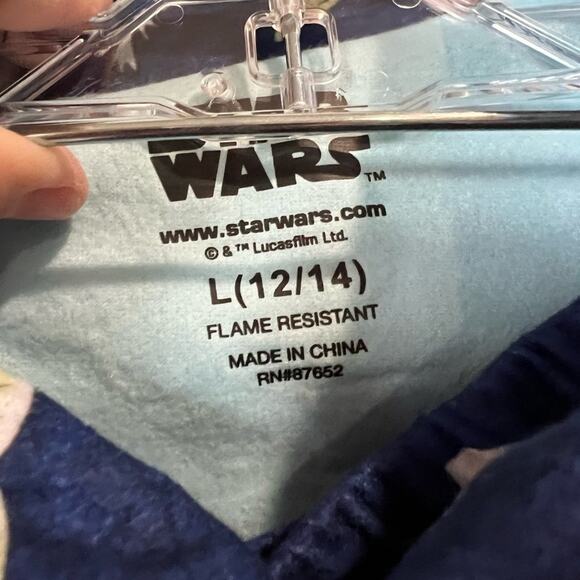 WARS™
www.starwars.com
© & ™ Lucasfilm Ltd.
L(12/14)
FLAME RESISTANT
MADE IN CHINA
RN#87652